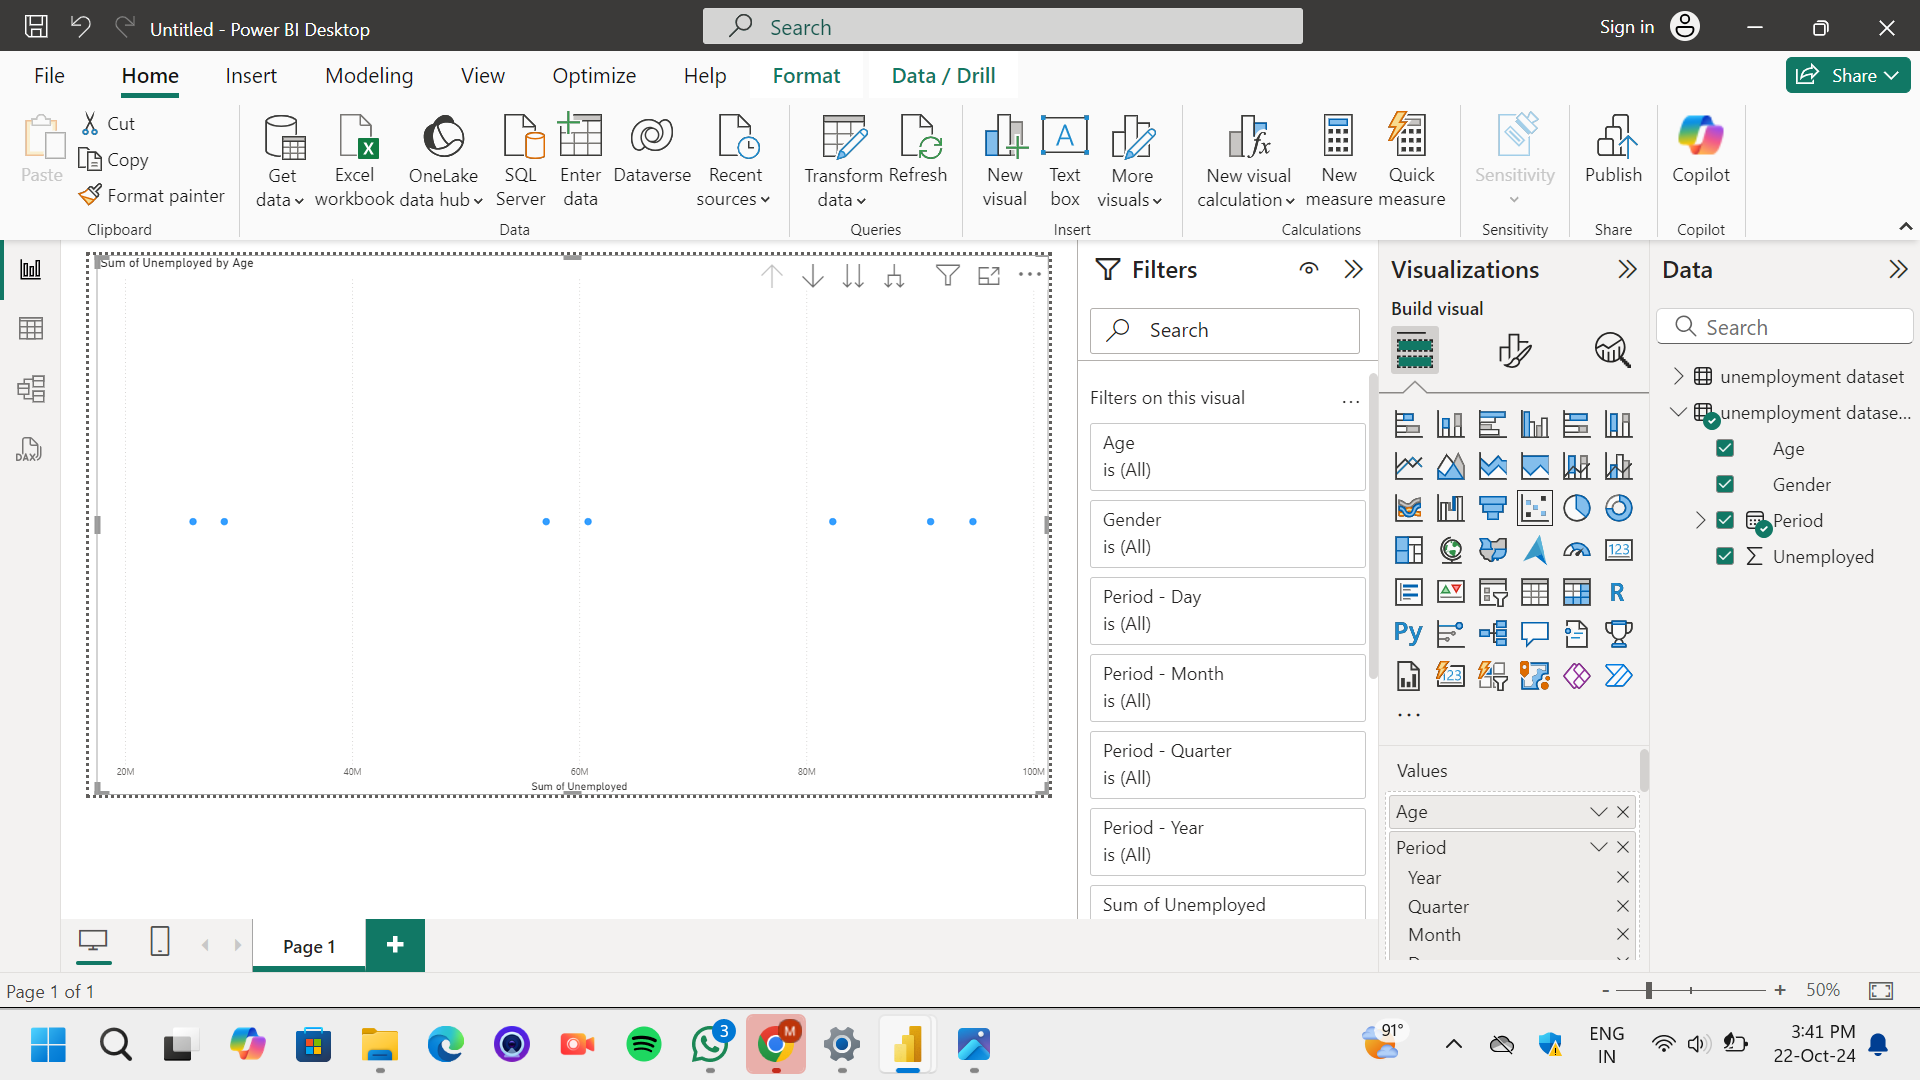 Untitled - Power BI Desktop
Search
Sign in
File
Home
Insert
Modeling
View
Optimize
Help
Format
Data / Drill
Share
Paste
Cut
Copy
Format painter
Clipboard
Get
data
Excel
workbook
OneLake
data hub
SQL
Server
Enter
data
Dataverse
Recent
sources
Data
Transform
data
Refresh
Queries
New
visual
Text
box
More
visuals
Insert
New visual
calculation
New
measure
Quick
measure
Calculations
Sensitivity
Sensitivity
Publish
Share
Copilot
Copilot
Sum of Unemployed by Age
20M
40M
60M
80M
100M
Sum of Unemployed
DAX
Filters
Search
Filters on this visual
Age
is (All)
Gender
is (All)
Period - Day
is (All)
Period - Month
is (All)
Period - Quarter
is (All)
Period - Year
is (All)
Sum of Unemployed
Visualizations
Build visual
123
R
Py
123
Values
Age
Period
Year
Quarter
Month
Data
Search
unemployment dataset
unemployment datase...
Age
Gender
Period
Unemployed
Page 1
Page 1 of 1
50%
3
M
91°
ENG
IN
3:41 PM
22-Oct-24